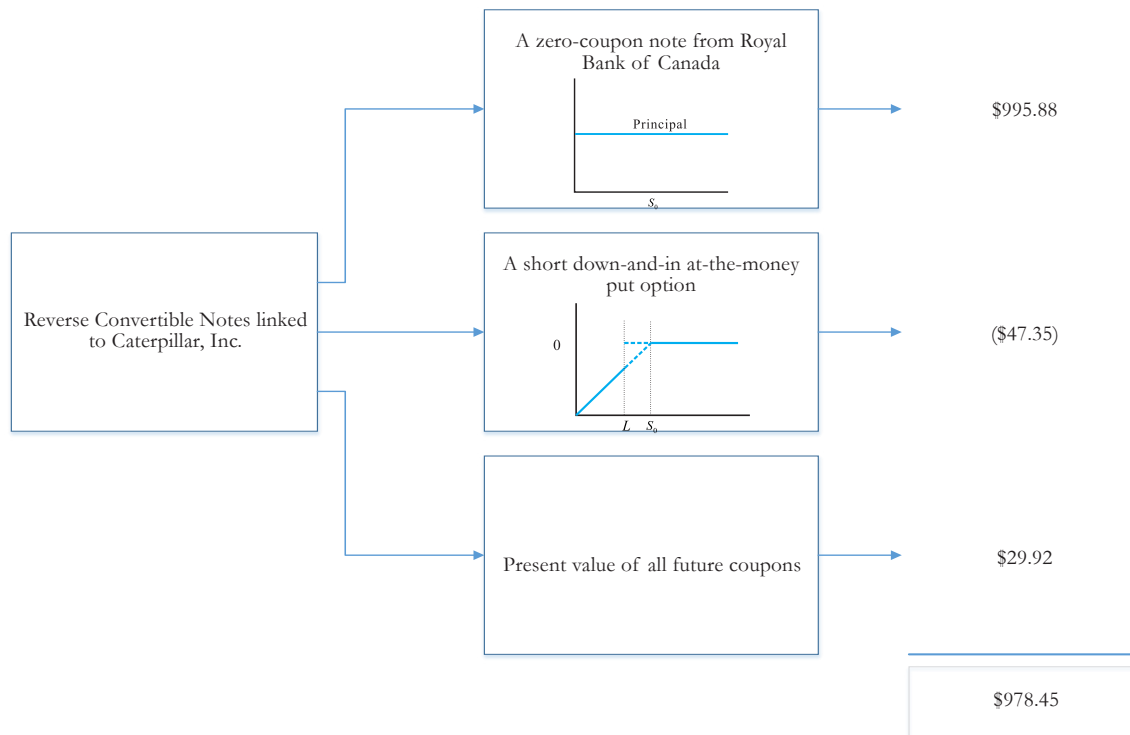 A zero-coupon note from Royal
Bank of Canada
Principal
S₀
$995.88
Reverse Convertible Notes linked
to Caterpillar, Inc.
A short down-and-in at-the-money
put option
0
L S₀
($47.35)
Present value of all future coupons
$29.92
$978.45